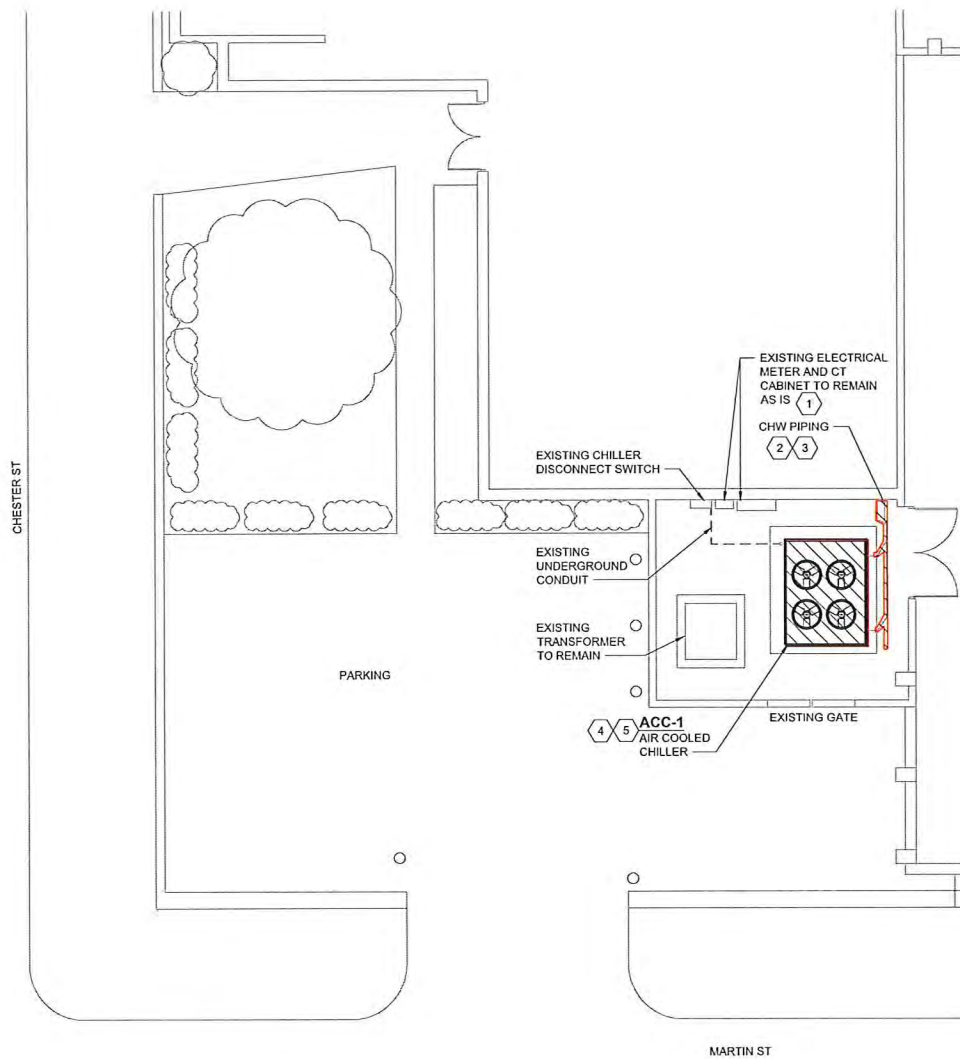 EXISTING ELECTRICAL
METER AND CT
CABINET TO REMAIN
AS IS 1
CHW PIPING
2 3
EXISTING CHILLER
DISCONNECT SWITCH
CHESTER ST
EXISTING
UNDERGROUND
CONDUIT
EXISTING
TRANSFORMER
TO REMAIN
PARKING
4 5 ACC-1
AIR COOLED
CHILLER
EXISTING GATE
MARTIN ST